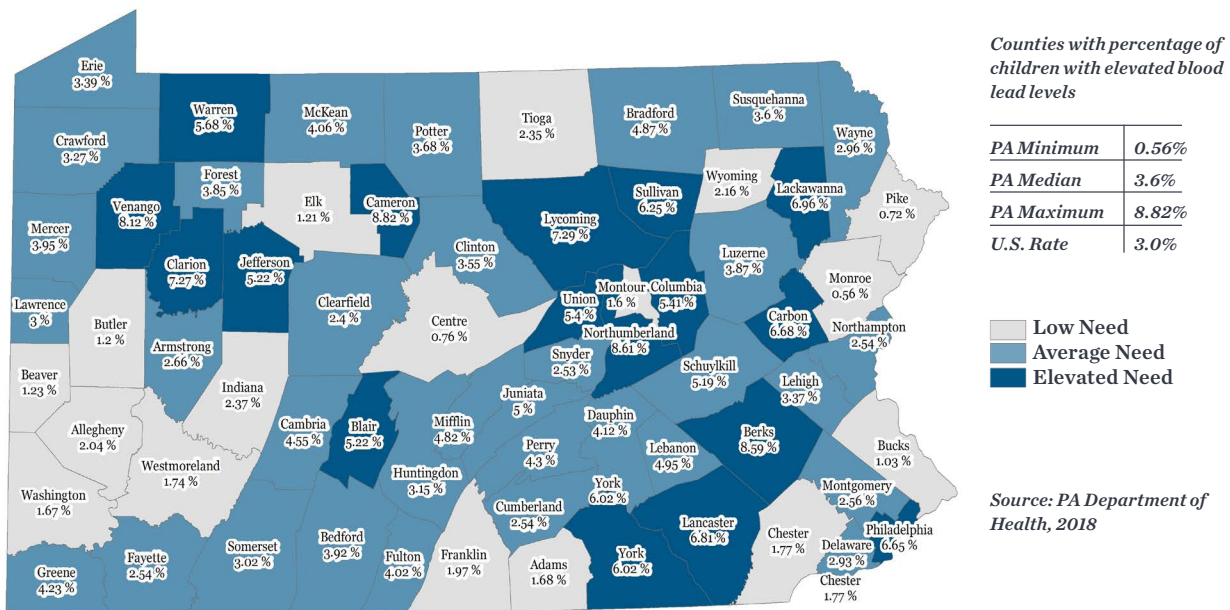 Erie
3.39 %
Warren
5.68 %
McKean
4.06 %
Potter
3.68 %
Tioga
2.35 %
Bradford
4.87 %
Susquehanna
3.6 %
Wayne
2.96 %
Crawford
3.27 %
Forest
3.85 %
Venango
8.12 %
Elk
1.21 %
Cameron
8.82 %
Sullivan
6.25 %
Wyoming
2.16 %
Lackawanna
6.96 %
Pike
0.72 %
Mercer
3.95 %
Clarion
7.27 %
Jefferson
5.22 %
Clinton
3.55 %
Lycoming
7.29 %
Luzerne
3.87 %
Monroe
0.56 %
Lawrence
3 %
Butler
1.2 %
Clearfield
2.4 %
Centre
0.76 %
Union
5.4 %
Montour
1.6 %
Columbia
5.41 %
Carbon
6.68 %
Northampton
2.54 %
Armstrong
2.66 %
Northumberland
8.61 %
Snyder
2.53 %
Schuylkill
5.19 %
Lehigh
3.37 %
Beaver
1.23 %
Indiana
2.37 %
Juniata
5 %
Allegheny
2.04 %
Cambria
4.55 %
Blair
5.22 %
Mifflin
4.82 %
Dauphin
4.12 %
Berks
8.59 %
Bucks
1.03 %
Westmoreland
1.74 %
Perry
4.3 %
Lebanon
4.95 %
Huntingdon
3.15 %
York
6.02 %
Montgomery
2.56 %
Washington
1.67 %
Cumberland
2.54 %
Lancaster
6.81 %
Philadelphia
6.65 %
Greene
4.23 %
Fayette
2.54 %
Somerset
3.02 %
Bedford
3.92 %
Fulton
4.02 %
Franklin
1.97 %
Adams
1.68 %
York
6.02 %
Chester
1.77 %
Delaware
2.93 %
Chester
1.77 %
Counties with percentage of
children with elevated blood
lead levels
PA Minimum 0.56%
PA Median 3.6%
PA Maximum 8.82%
U.S. Rate 3.0%
Low Need
Average Need
Elevated Need
Source: PA Department of
Health, 2018